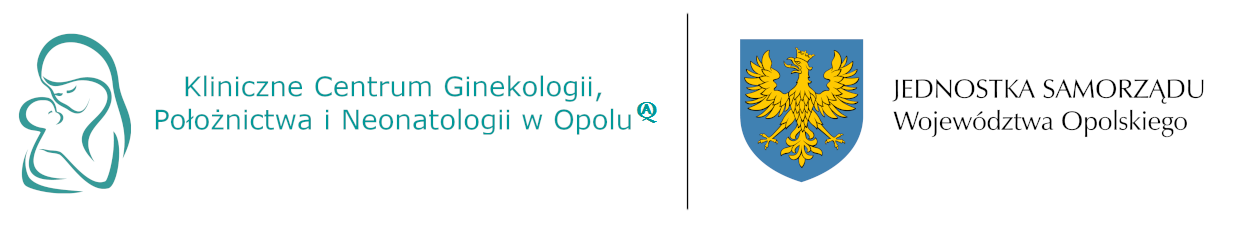 Kliniczne Centrum Ginekologii,
Położnictwa i Neonatologii w Opolu
JEDNOSTKA SAMORZĄDU
Województwa Opolskiego